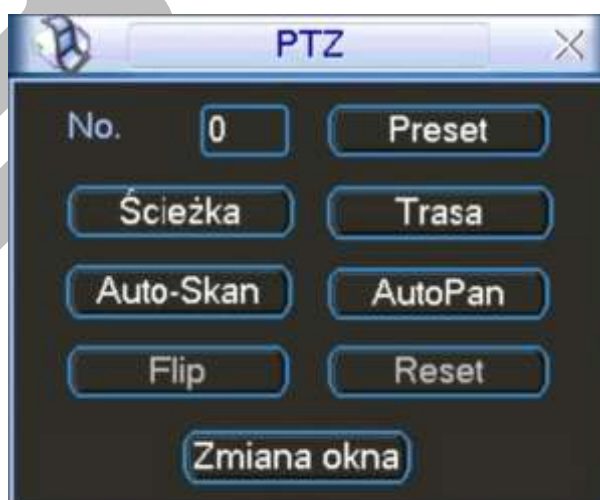 PTZ
No. 0 Preset
Ścieżka Trasa
Auto-Skan AutoPan
Flip Reset
Zmiana okna